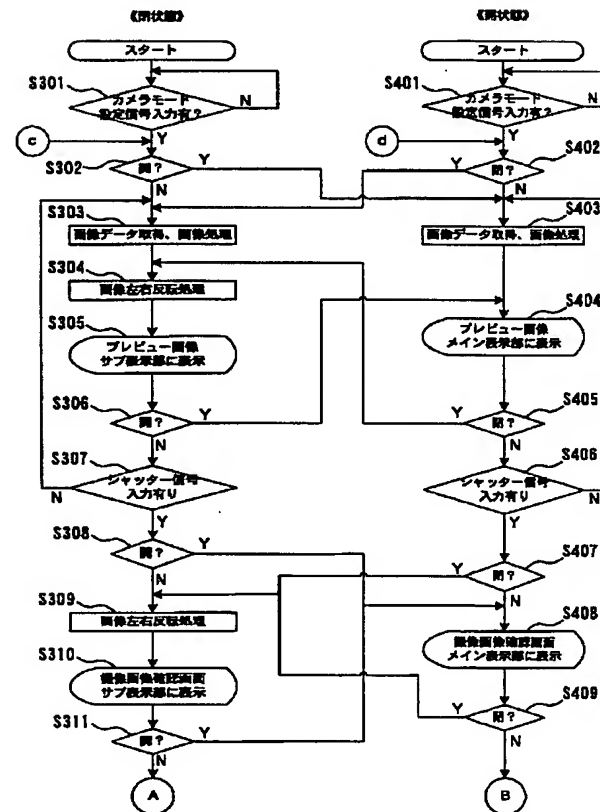 《閉状態》
スタート
S301
カメラモード
設定信号入力有?
N
Y
c
S302
開?
Y
N
S303
画像データ取得、画像処理
S304
画像左右反転処理
S305
プレビュー画像
サブ表示部に表示
S306
開?
Y
N
S307
シャッター信号
入力有り
N
Y
S308
開?
Y
N
S309
画像左右反転処理
S310
撮像画像確認画面
サブ表示部に表示
S311
開?
Y
N
A
《開状態》
スタート
S401
カメラモード
設定信号入力有?
N
Y
d
S402
閉?
Y
N
S403
画像データ取得、画像処理
S404
プレビュー画像
メイン表示部に表示
S405
閉?
Y
N
S406
シャッター信号
入力有り
N
Y
S407
閉?
Y
N
S408
撮像画像確認画面
メイン表示部に表示
S409
閉?
Y
N
B